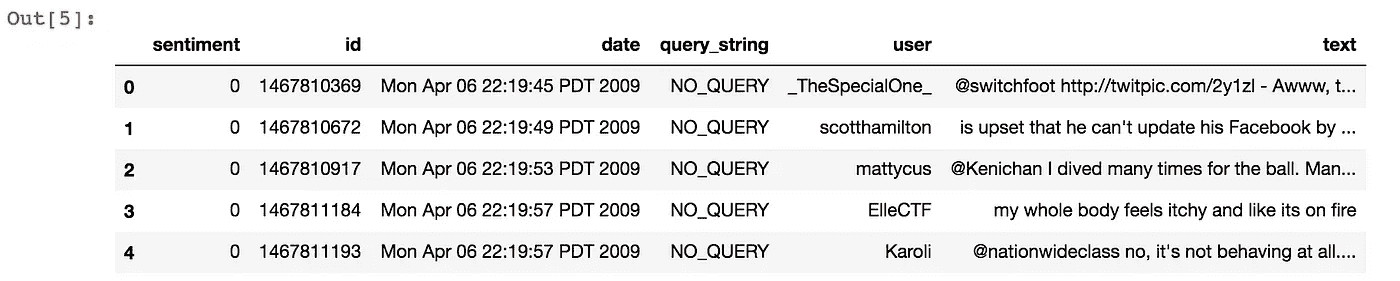 Out[5]:
sentiment id date query_string user text
0 0 1467810369 Mon Apr 06 22:19:45 PDT 2009 NO_QUERY _TheSpecialOne_ @switchfoot http://twitpic.com/2y1zl - Awww, t...
1 0 1467810672 Mon Apr 06 22:19:49 PDT 2009 NO_QUERY scotthamilton is upset that he can't update his Facebook by ...
2 0 1467810917 Mon Apr 06 22:19:53 PDT 2009 NO_QUERY mattycus @Kenichan I dived many times for the ball. Man...
3 0 1467811184 Mon Apr 06 22:19:57 PDT 2009 NO_QUERY ElleCTF my whole body feels itchy and like its on fire
4 0 1467811193 Mon Apr 06 22:19:57 PDT 2009 NO_QUERY Karoli @nationwideclass no, it's not behaving at all....